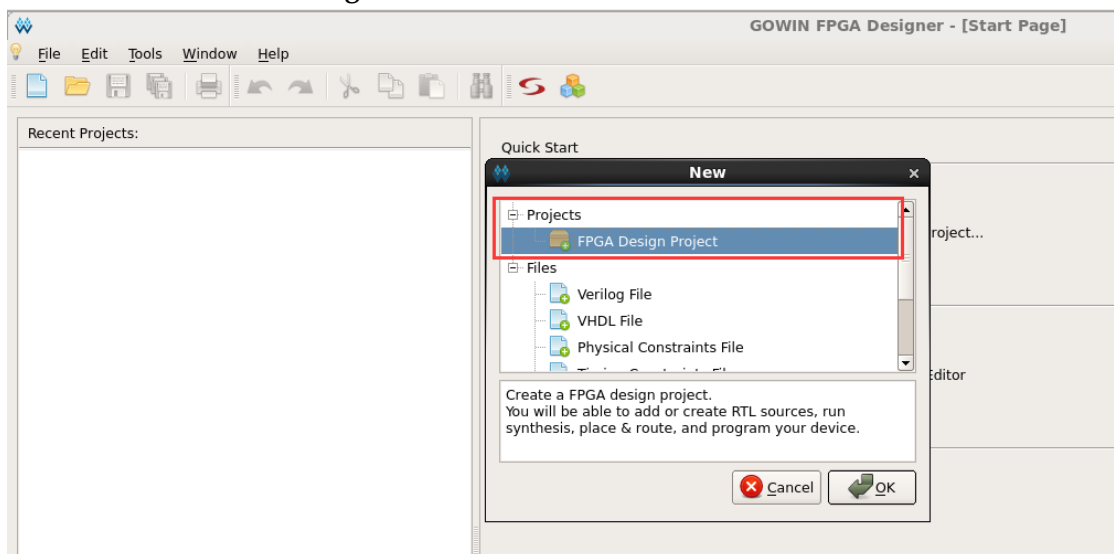 GOWIN FPGA Designer - [Start Page]
File Edit Tools Window Help
Recent Projects:
Quick Start
New
Projects
FPGA Design Project
roject...
Files
Verilog File
VHDL File
Physical Constraints File
Editor
Create a FPGA design project.
You will be able to add or create RTL sources, run
synthesis, place & route, and program your device.
Cancel OK